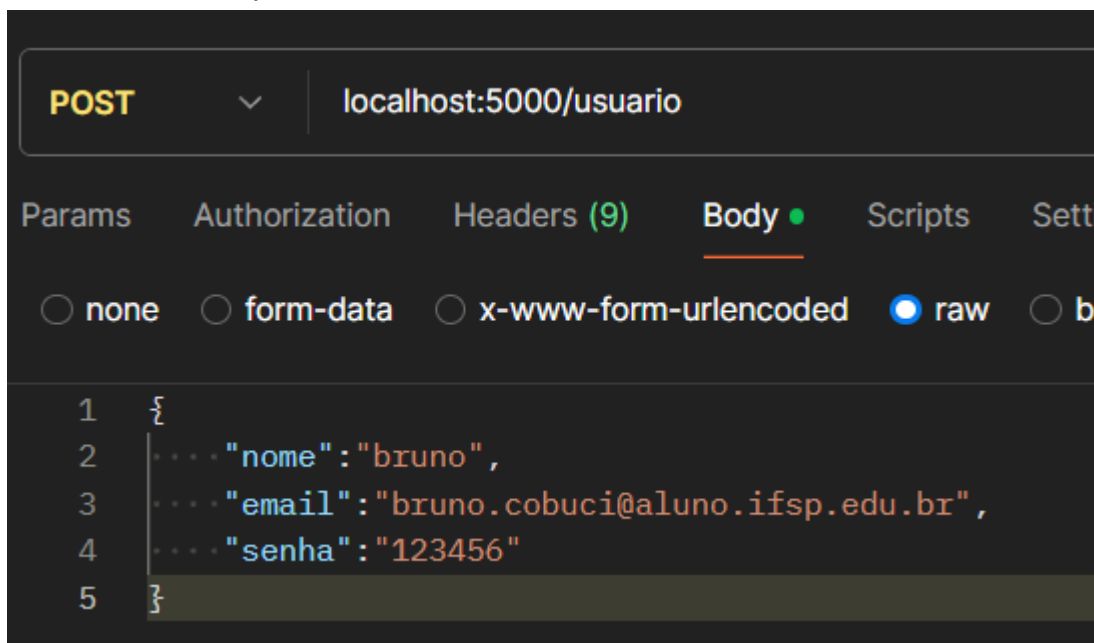 POST localhost:5000/usuario
Params Authorization Headers (9) Body Scripts Sett
none form-data x-www-form-urlencoded raw b
1 {
2 "nome":"bruno",
3 "email":"bruno.cobuci@aluno.ifsp.edu.br",
4 "senha":"123456"
5 }